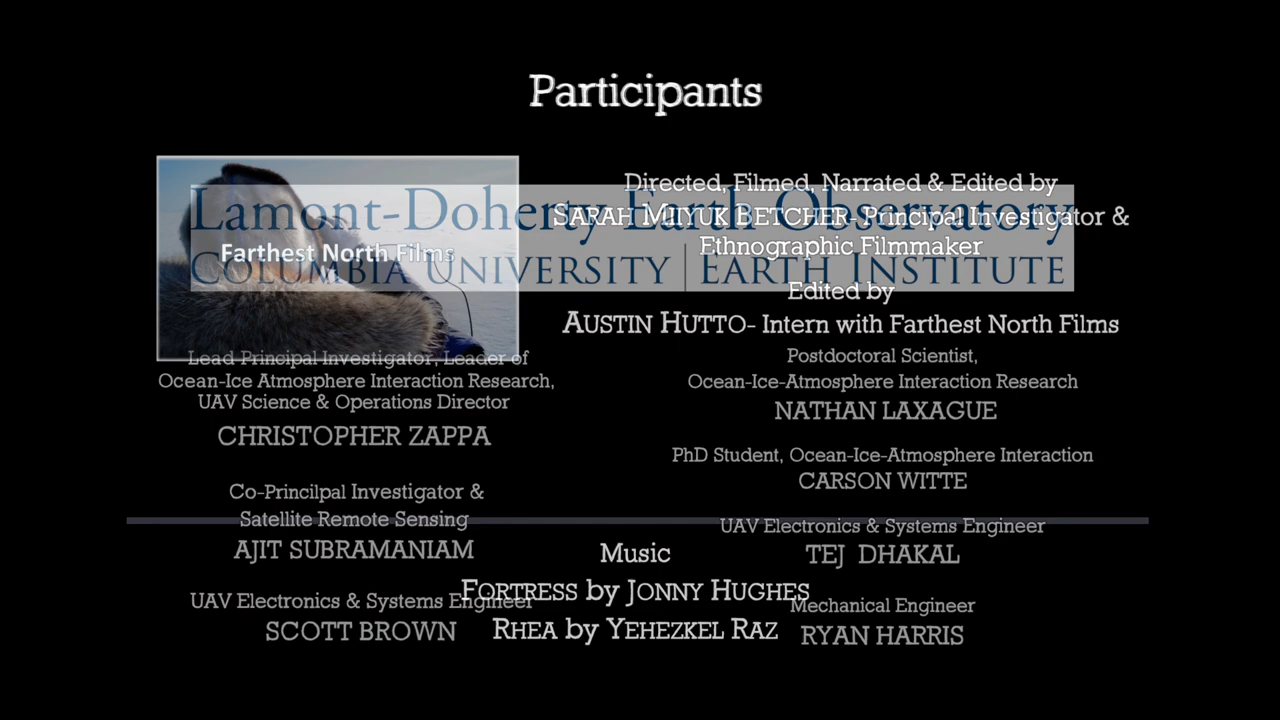 Participants
Lamont-Doherty Earth Observatory
COLUMBIA UNIVERSITY | EARTH INSTITUTE
Farthest North Films
Directed, Filmed, Narrated & Edited by
SARAH MIIYUK BETCHER- Principal Investigator &
Ethnographic Filmmaker
Edited by
AUSTIN HUTTO- Intern with Farthest North Films
Lead Principal Investigator, Leader of
Ocean-Ice Atmosphere Interaction Research,
UAV Science & Operations Director
CHRISTOPHER ZAPPA
Co-Princilpal Investigator &
Satellite Remote Sensing
AJIT SUBRAMANIAM
UAV Electronics & Systems Engineer
SCOTT BROWN
Postdoctoral Scientist,
Ocean-Ice-Atmosphere Interaction Research
NATHAN LAXAGUE
PhD Student, Ocean-Ice-Atmosphere Interaction
CARSON WITTE
UAV Electronics & Systems Engineer
TEJ DHAKAL
Mechanical Engineer
RYAN HARRIS
Music
FORTRESS by JONNY HUGHES
RHEA by YEHEZKEL RAZ